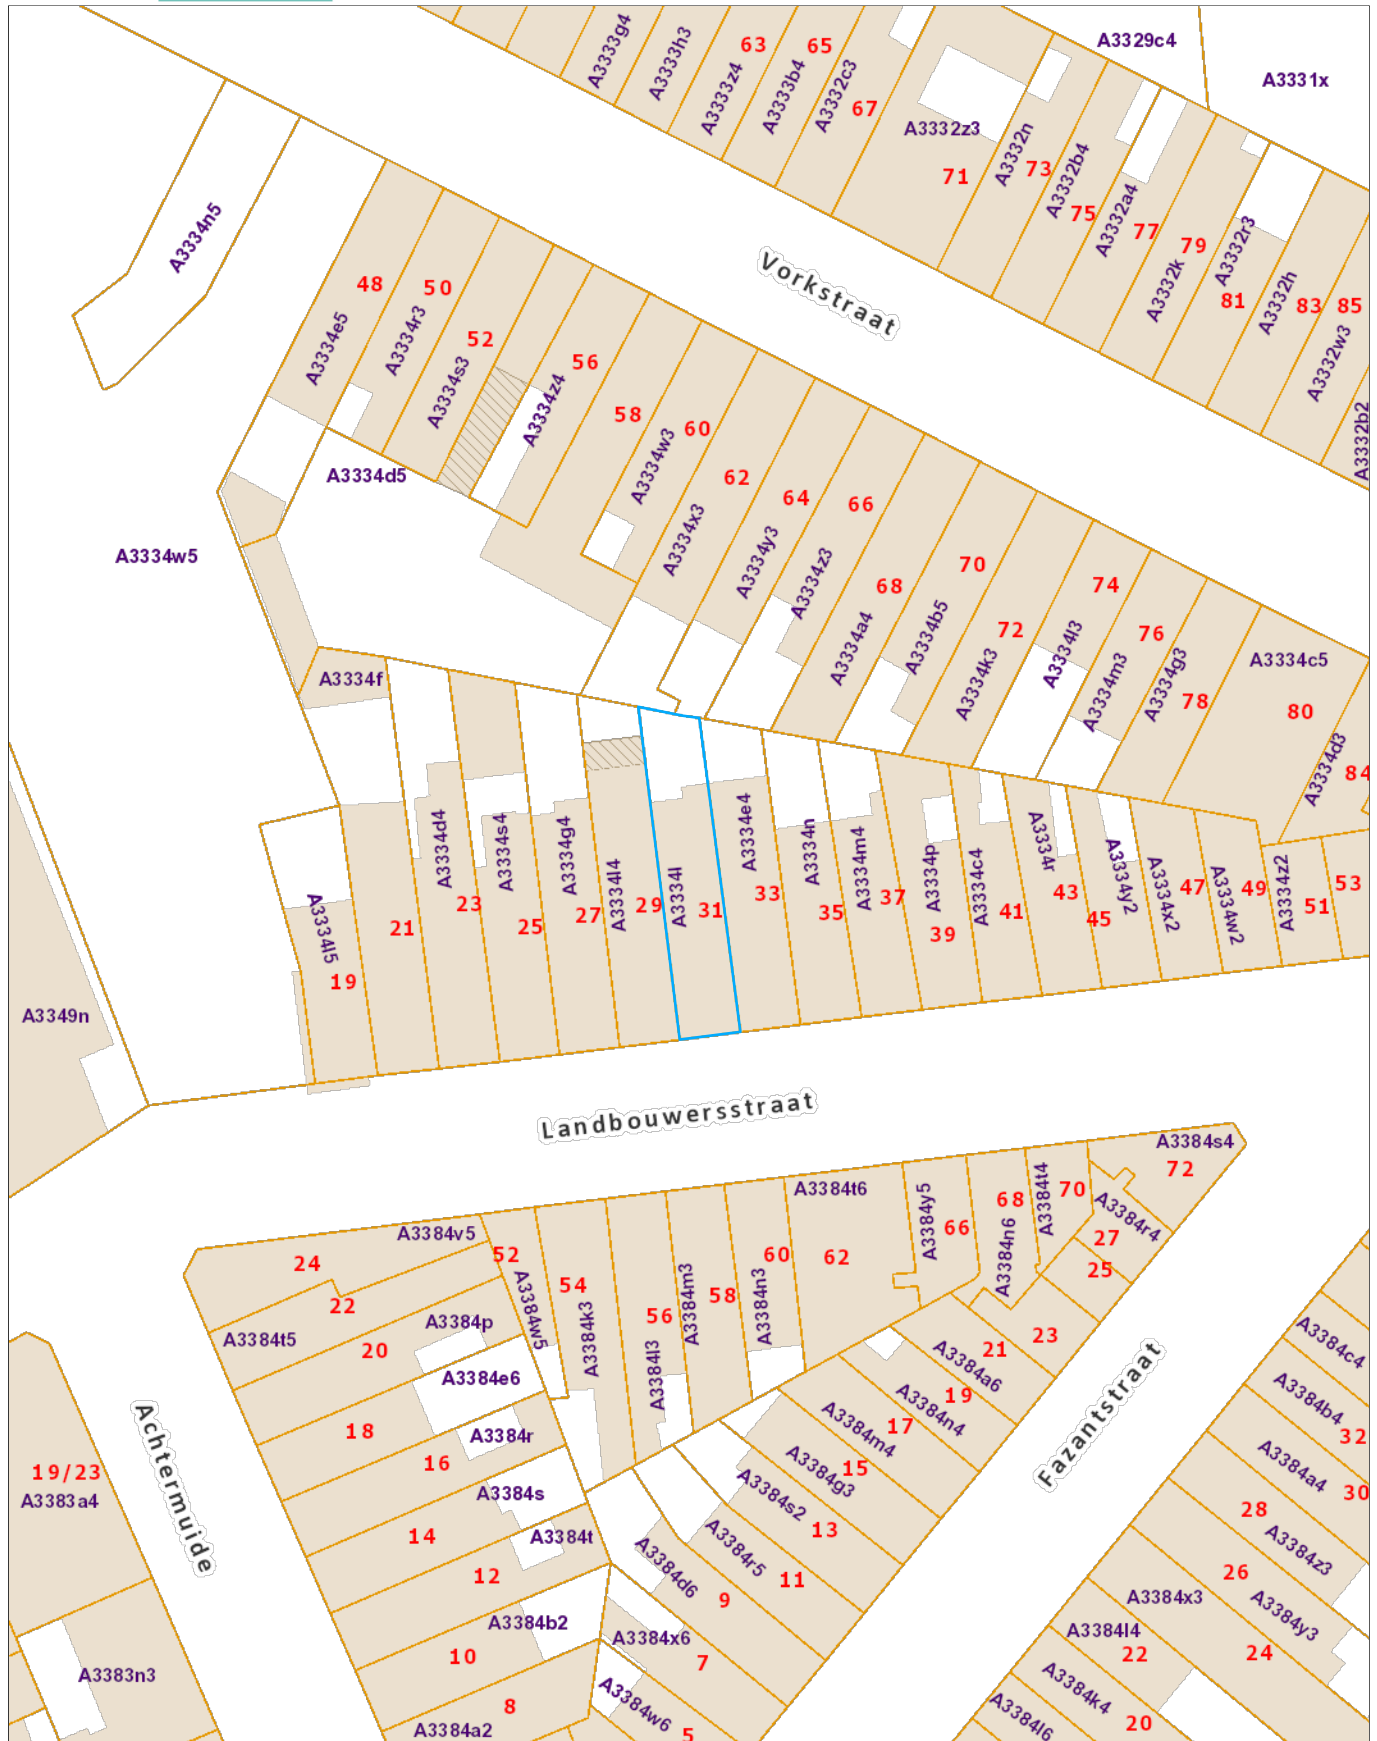 A3333g4
A3333h3
63
A3333z4
65
A3333b4
A3332c3
67
A3329c4
A3331x
A3332z3
71
A3332n
73
A3332b4
75
A3332a4
77
A3332k
79
A3332r3
81
A3332h
83
85
A3332w3
A3332b2
Vorkstraat
A3334n5
48
A3334e5
50
A3334r3
52
A3334s3
56
A3334z4
58
A3334w3
60
A3334x3
62
A3334y3
64
A3334z3
66
A3334a4
68
A3334b5
70
A3334k3
72
A3334l3
74
A3334m3
76
A3334g3
78
A3334c5
80
A3334d3
84
A3334d5
A3334w5
A3334f
A3334l5
19
21
A3334d4
23
A3334s4
25
A3334g4
27
A3334l4
29
A3334l
31
A3334e4
33
A3334n
35
A3334m4
37
A3334p
39
A3334c4
41
A3334r
43
45
A3334y2
A3334x2
47
A3334w2
49
A3334z2
51
53
A3349n
Landbouwersstraat
A3384v5
24
22
A3384t5
A3384p
20
A3384e6
18
A3384r
16
A3384s
14
A3384t
12
A3384b2
10
8
A3384a2
52
A3384w5
54
A3384k3
56
A3384l3
A3384m3
58
A3384n3
60
A3384t6
62
A3384y5
66
68
A3384n6
A3384t4
70
A3384s4
72
A3384r4
27
25
23
21
A3384a6
19
A3384n4
17
A3384m4
15
A3384g3
A3384s2
13
A3384r5
11
A3384d6
9
A3384x6
7
A3384w6
5
Fazantstraat
Achtermuide
19/23
A3383a4
A3383n3
A3384c4
A3384b4
32
A3384a4
30
28
A3384z3
26
A3384y3
A3384x3
24
A3384l4
22
A3384k4
20
A3384l6